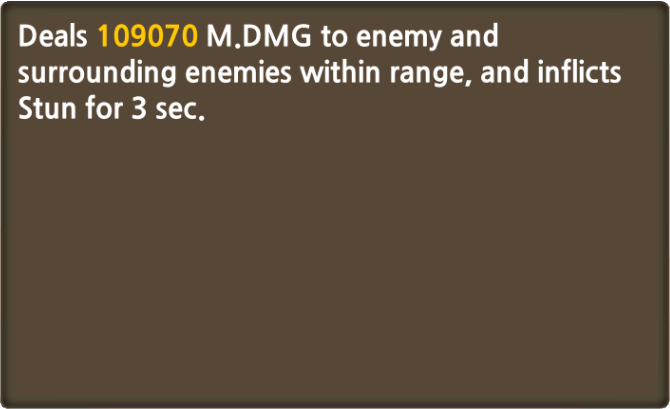 Deals 109070 M.DMG to enemy and
surrounding enemies within range, and inflicts
Stun for 3 sec.